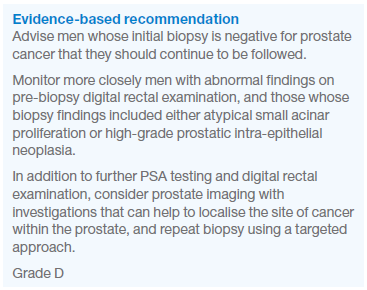 Evidence-based recommendation
Advise men whose initial biopsy is negative for prostate
cancer that they should continue to be followed.
Monitor more closely men with abnormal findings on
pre-biopsy digital rectal examination, and those whose
biopsy findings included either atypical small acinar
proliferation or high-grade prostatic intra-epithelial
neoplasia.
In addition to further PSA testing and digital rectal
examination, consider prostate imaging with
investigations that can help to localise the site of cancer
within the prostate, and repeat biopsy using a targeted
approach.
Grade D